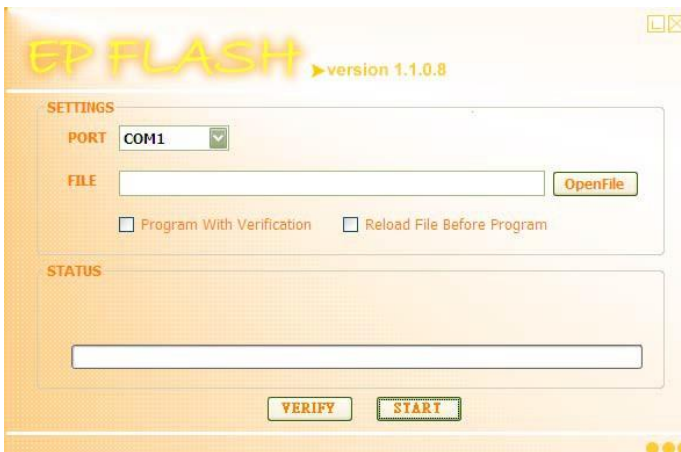 EP FLASH
version 1.1.0.8
SETTINGS
PORT COM1
FILE OpenFile
Program With Verification Reload File Before Program
STATUS
VERIFY START